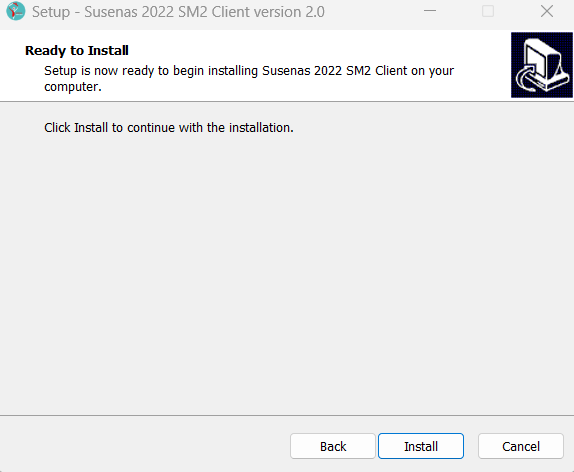 Setup - Susenas 2022 SM2 Client version 2.0
Ready to Install
Setup is now ready to begin installing Susenas 2022 SM2 Client on your
computer.
Click Install to continue with the installation.
Back
Install
Cancel